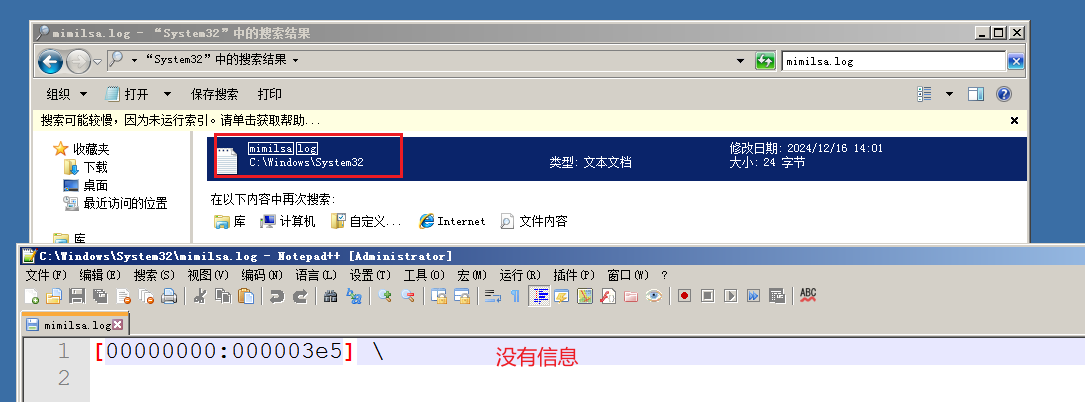 mimilsa.log - “System32”中的搜索结果
“System32”中的搜索结果
mimilsa.log
组织 打开 保存搜索 打印
搜索可能较慢，因为未运行索引。请单击获取帮助...
收藏夹
下载
桌面
最近访问的位置
库
mimilsa.log
C:\Windows\System32
类型: 文本文档
修改日期: 2024/12/16 14:01
大小: 24 字节
在以下内容中再次搜索:
库 计算机 自定义... Internet 文件内容
C:\Windows\System32\mimilsa.log - Notepad++ [Administrator]
文件(F) 编辑(E) 搜索(S) 视图(V) 编码(N) 语言(L) 设置(T) 工具(O) 宏(M) 运行(R) 插件(P) 窗口(W) ?
ABC
mimilsa.log
1 [00000000:000003e5] \
没有信息
2